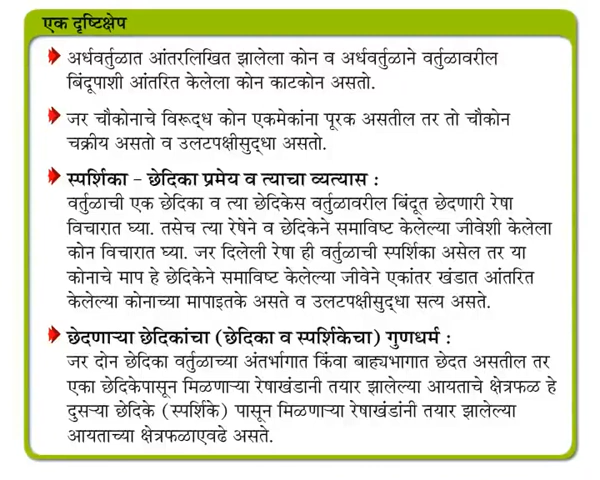 एक दृष्टिक्षेप
अर्धवर्तुळात आंतरलिखित झालेला कोन व अर्धवर्तुळाने वर्तुळावरील
बिंदूपाशी आंतरित केलेला कोन काटकोन असतो.
जर चौकोनाचे विरूद्ध कोन एकमेकांना पूरक असतील तर तो चौकोन
चक्रीय असतो व उलटपक्षीसुद्धा असतो.
स्पर्शिका - छेदिका प्रमेय व त्याचा व्यत्यास :
वर्तुळाची एक छेदिका व त्या छेदिकेस वर्तुळावरील बिंदूत छेदणारी रेषा
विचारात घ्या. तसेच त्या रेषेने व छेदिकेने समाविष्ट केलेल्या जीवेशी केलेला
कोन विचारात घ्या. जर दिलेली रेषा ही वर्तुळाची स्पर्शिका असेल तर या
कोनाचे माप हे छेदिकेने समाविष्ट केलेल्या जीवेने एकांतर खंडात आंतरित
केलेल्या कोनाच्या मापाइतके असते व उलटपक्षीसुद्धा सत्य असते.
छेदणाऱ्या छेदिकांचा (छेदिका व स्पर्शिकेचा) गुणधर्म :
जर दोन छेदिका वर्तुळाच्या अंतर्भागात किंवा बाह्यभागात छेदत असतील तर
एका छेदिकेपासून मिळणाऱ्या रेषाखंडानी तयार झालेल्या आयताचे क्षेत्रफळ हे
दुसऱ्या छेदिके (स्पर्शिके) पासून मिळणाऱ्या रेषाखंडांनी तयार झालेल्या
आयताच्या क्षेत्रफळाएवढे असते.